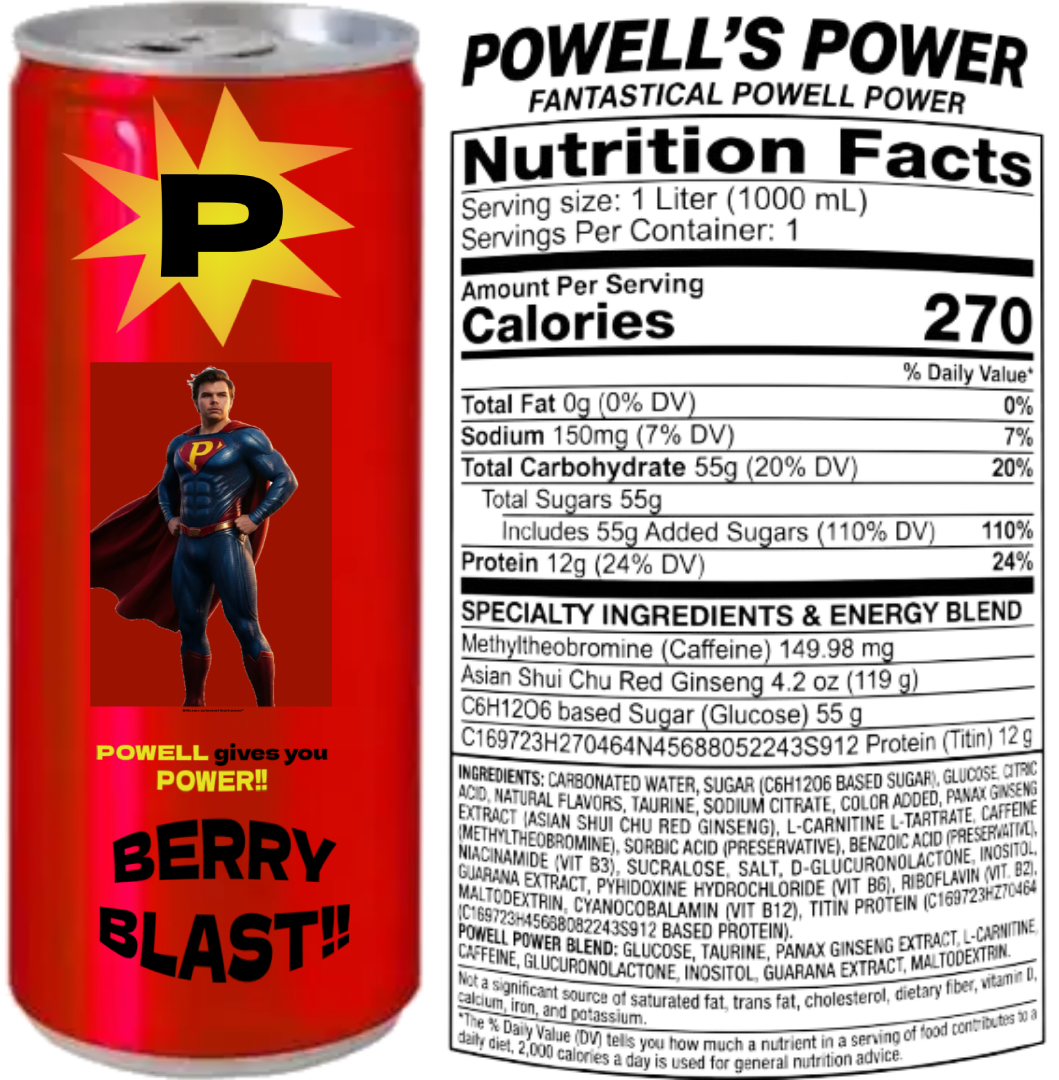 P
P
POWELL gives you
POWER!!
BERRY
BLAST!!
POWELL'S POWER
FANTASTICAL POWELL POWER
Nutrition Facts
Serving size: 1 Liter (1000 mL)
Servings Per Container: 1
Amount Per Serving
Calories 270
% Daily Value*
Total Fat 0g (0% DV) 0%
Sodium 150mg (7% DV) 7%
Total Carbohydrate 55g (20% DV) 20%
Total Sugars 55g
Includes 55g Added Sugars (110% DV) 110%
Protein 12g (24% DV) 24%
SPECIALTY INGREDIENTS & ENERGY BLEND
Methyltheobromine (Caffeine) 149.98 mg
Asian Shui Chu Red Ginseng 4.2 oz (119 g)
C6H12O6 based Sugar (Glucose) 55 g
C169723H270464N45688O52243S912 Protein (Titin) 12 g
INGREDIENTS: CARBONATED WATER, SUGAR (C6H12O6 BASED SUGAR), GLUCOSE, CITRIC
ACID, NATURAL FLAVORS, TAURINE, SODIUM CITRATE, COLOR ADDED, PANAX GINSENG
EXTRACT (ASIAN SHUI CHU RED GINSENG), L-CARNITINE L-TARTRATE, CAFFEINE
(METHYLTHEOBROMINE), SORBIC ACID (PRESERVATIVE), BENZOIC ACID (PRESERVATIVE),
NIACINAMIDE (VIT B3), SUCRALOSE, SALT, D-GLUCURONOLACTONE, INOSITOL,
GUARANA EXTRACT, PYHIDOXINE HYDROCHLORIDE (VIT B6), RIBOFLAVIN (VIT. B2),
MALTODEXTRIN, CYANOCOBALAMIN (VIT B12), TITIN PROTEIN (C169723HZ70464
(C169723H45688O82243S912 BASED PROTEIN).
POWELL POWER BLEND: GLUCOSE, TAURINE, PANAX GINSENG EXTRACT, L-CARNITINE,
CAFFEINE, GLUCURONOLACTONE, INOSITOL, GUARANA EXTRACT, MALTODEXTRIN.
Not a significant source of saturated fat, trans fat, cholesterol, dietary fiber, vitamin D,
calcium, iron, and potassium.
*The % Daily Value (DV) tells you how much a nutrient in a serving of food contributes to a
daily diet, 2,000 calories a day is used for general nutrition advice.